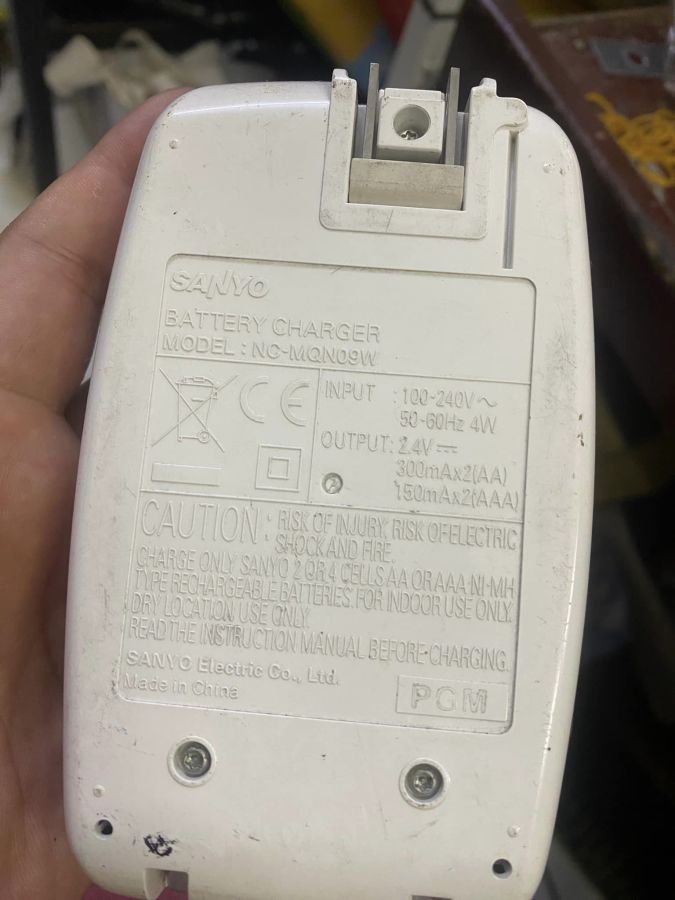 SANYO
BATTERY CHARGER
MODEL : NC-MQN09W
INPUT : 100-240V～
50-60Hz 4W
OUTPUT: 2.4V⎓
300mAx2(AA)
150mAx2(AAA)
CE
CAUTION : RISK OF INJURY. RISK OF ELECTRIC
SHOCK AND FIRE.
CHARGE ONLY SANYO 2 OR 4 CELLS AA OR AAA NI-MH
TYPE RECHARGEABLE BATTERIES. FOR INDOOR USE ONLY.
DRY LOCATION USE ONLY.
READ THE INSTRUCTION MANUAL BEFORE CHARGING.
SANYO Electric Co., Ltd.
Made in China
PGM